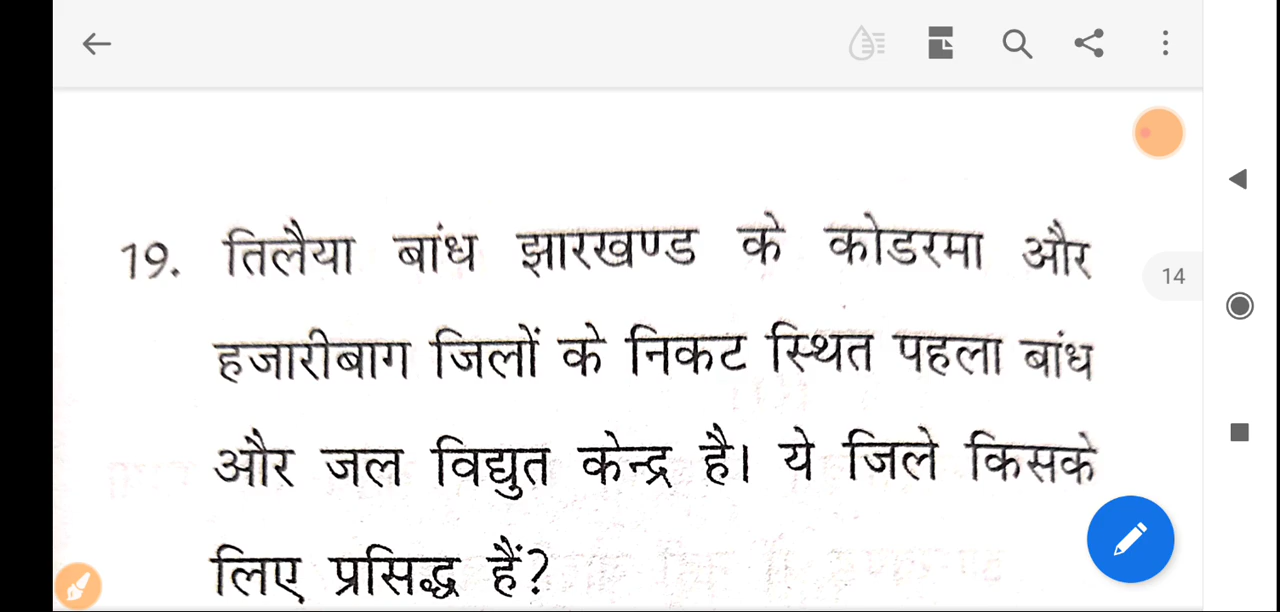 19. तिलैया बांध झारखण्ड के कोडरमा और
14
हजारीबाग जिलों के निकट स्थित पहला बांध
और जल विद्युत केन्द्र है। ये जिले किसके
लिए प्रसिद्ध हैं?